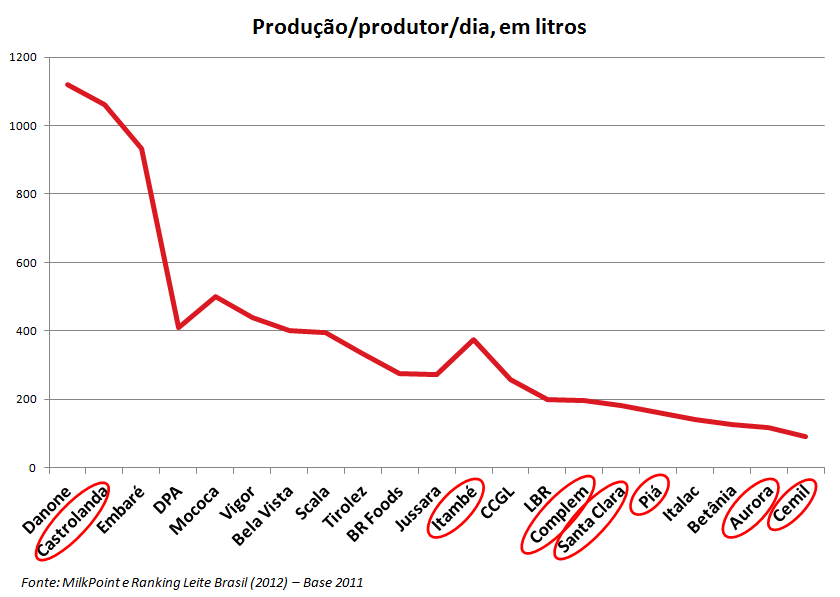 Produção/produtor/dia, em litros
1200
1000
800
600
400
200
0
Danone
Castrolanda
Embaré
DPA
Mococa
Vigor
Bela Vista
Scala
Tirolez
BR Foods
Jussara
Itambé
CCGL
LBR
Complem
Santa Clara
Piá
Italac
Betânia
Aurora
Cemil
Fonte: MilkPoint e Ranking Leite Brasil (2012) – Base 2011